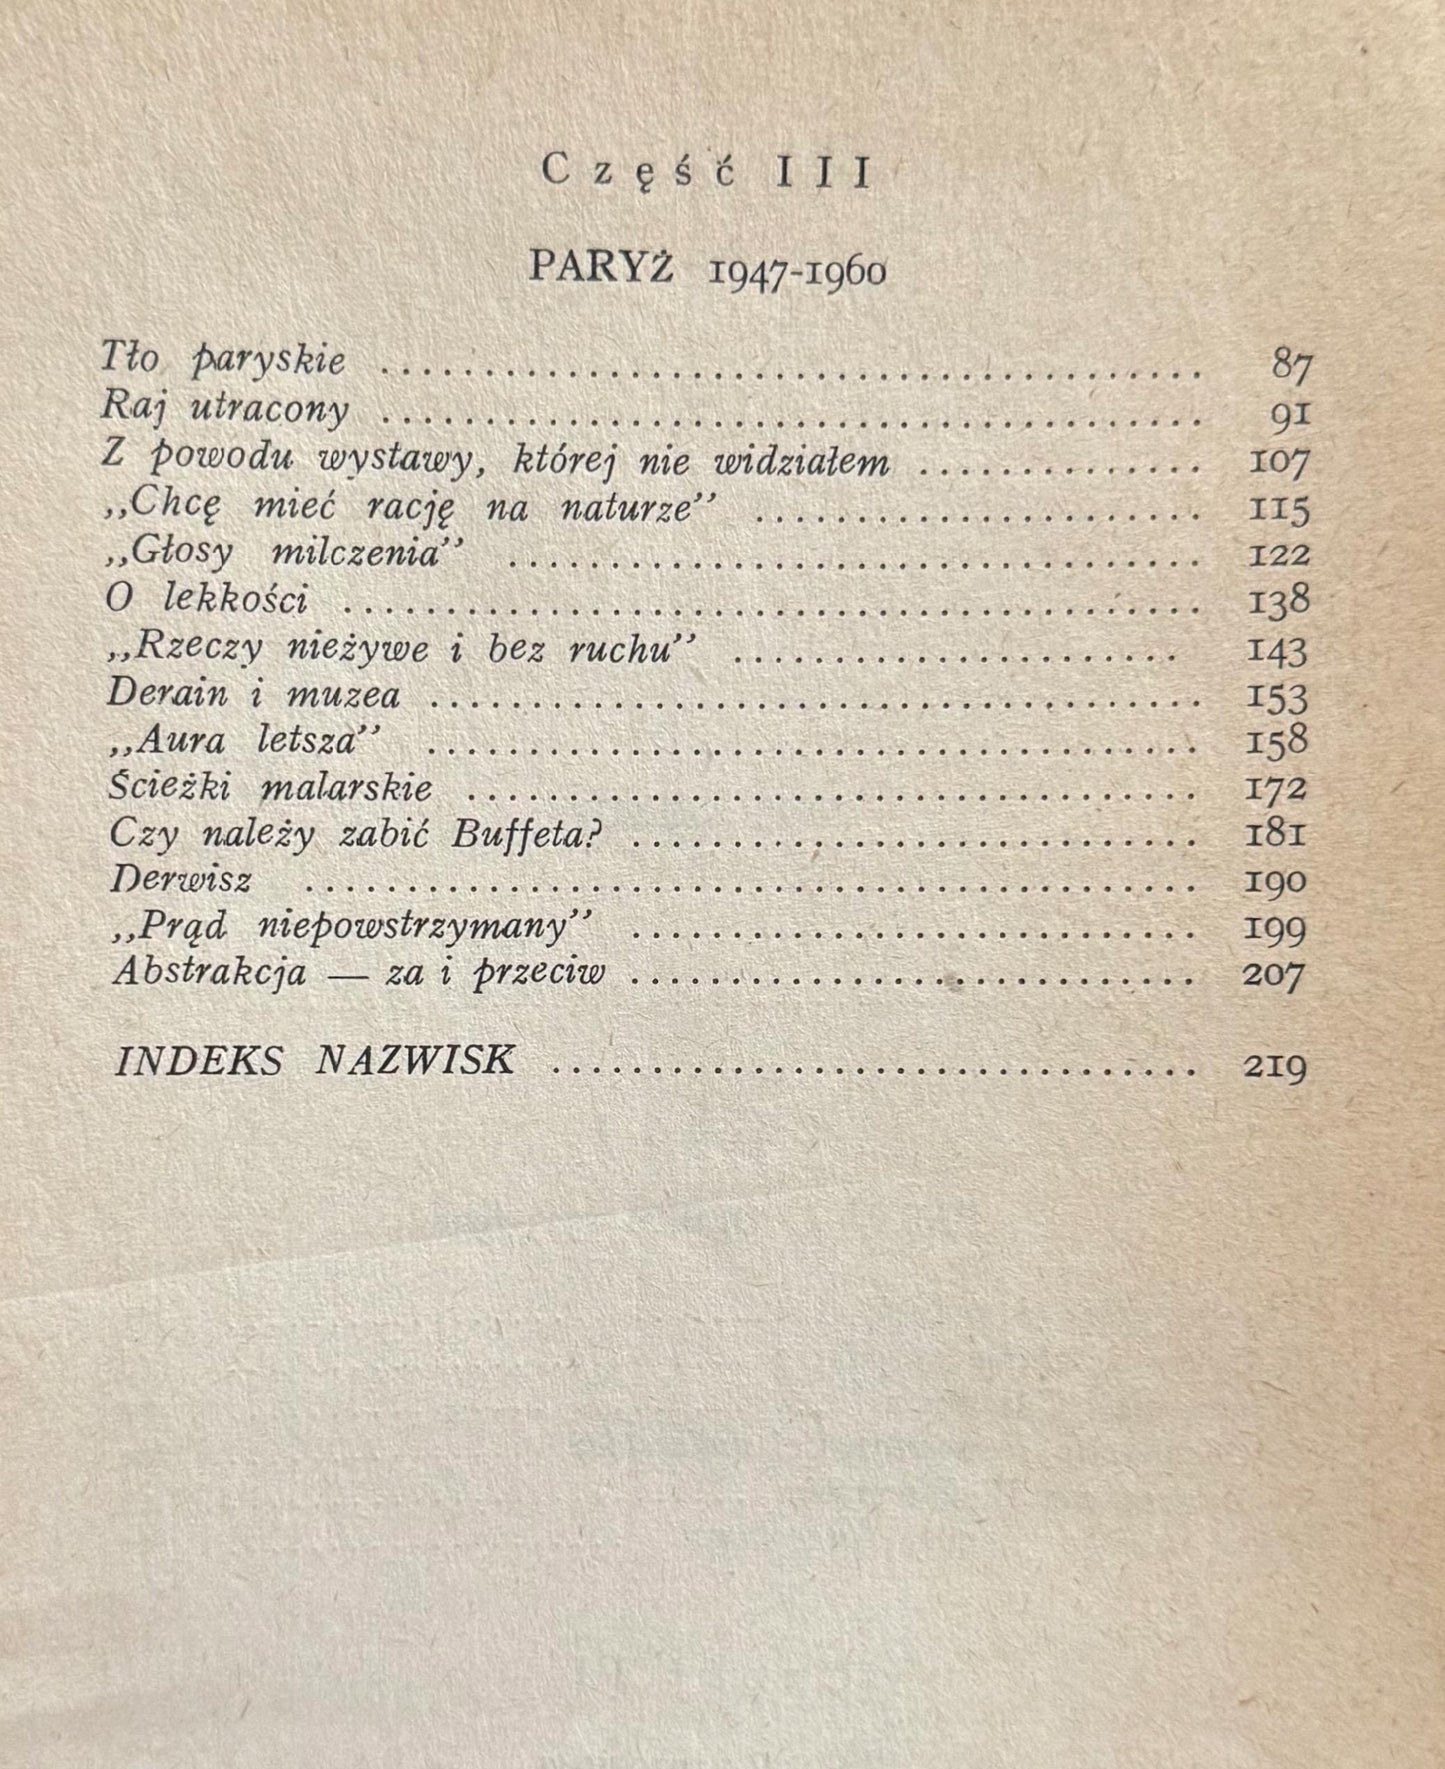 Część III
PARYŻ 1947-1960
Tło paryskie ........................................ 87
Raj utracony ........................................ 91
Z powodu wystawy, której nie widziałem .............. 107
,,Chcę mieć rację na naturze’’ ...................... 115
,,Głosy milczenia’’ .................................. 122
O lekkości .......................................... 138
,,Rzeczy nieżywe i bez ruchu’’ ...................... 143
Derain i muzea ...................................... 153
,,Aura letsza’’ ...................................... 158
Ścieżki malarskie .................................... 172
Czy należy zabić Buffeta? ............................ 181
Derwisz ............................................ 190
,,Prąd niepowstrzymany’’ ............................ 199
Abstrakcja — za i przeciw ............................ 207
INDEKS NAZWISK ................................ 219